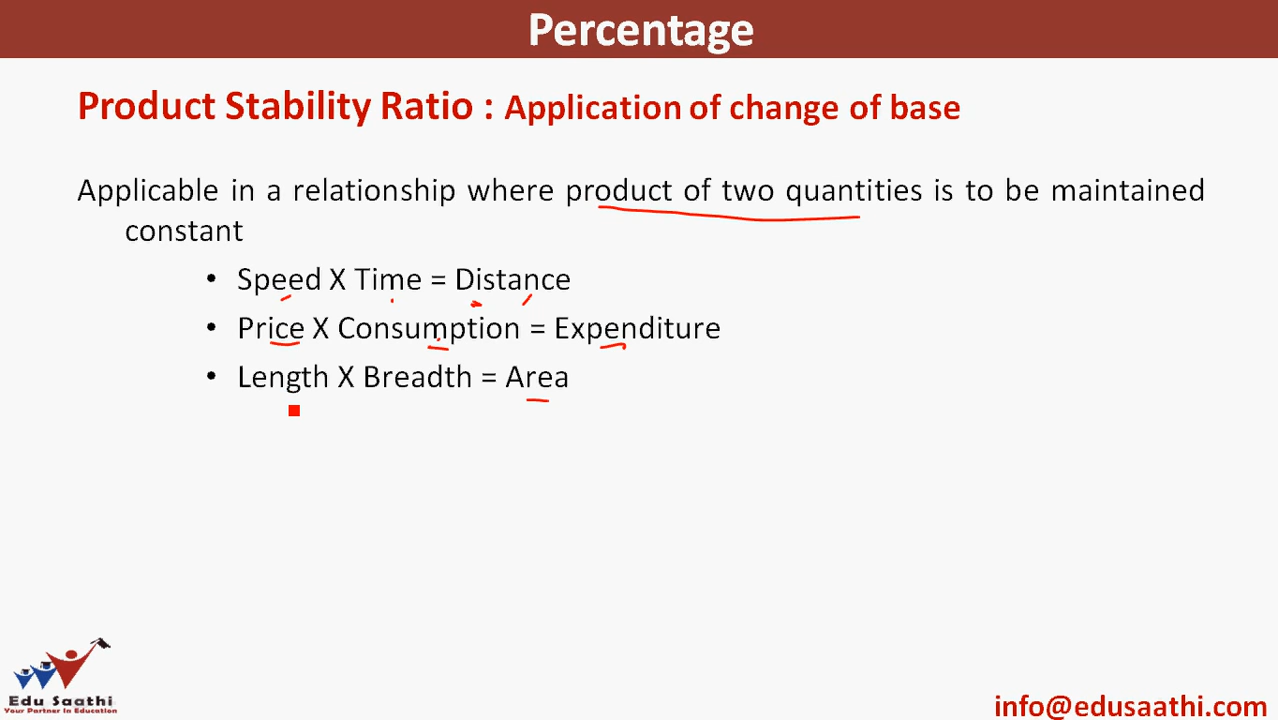 Percentage
Product Stability Ratio : Application of change of base
Applicable in a relationship where product of two quantities is to be maintained
constant
• Speed X Time = Distance
• Price X Consumption = Expenditure
• Length X Breadth = Area
Edu Saathi
Your Partner In Education
info@edusaathi.com